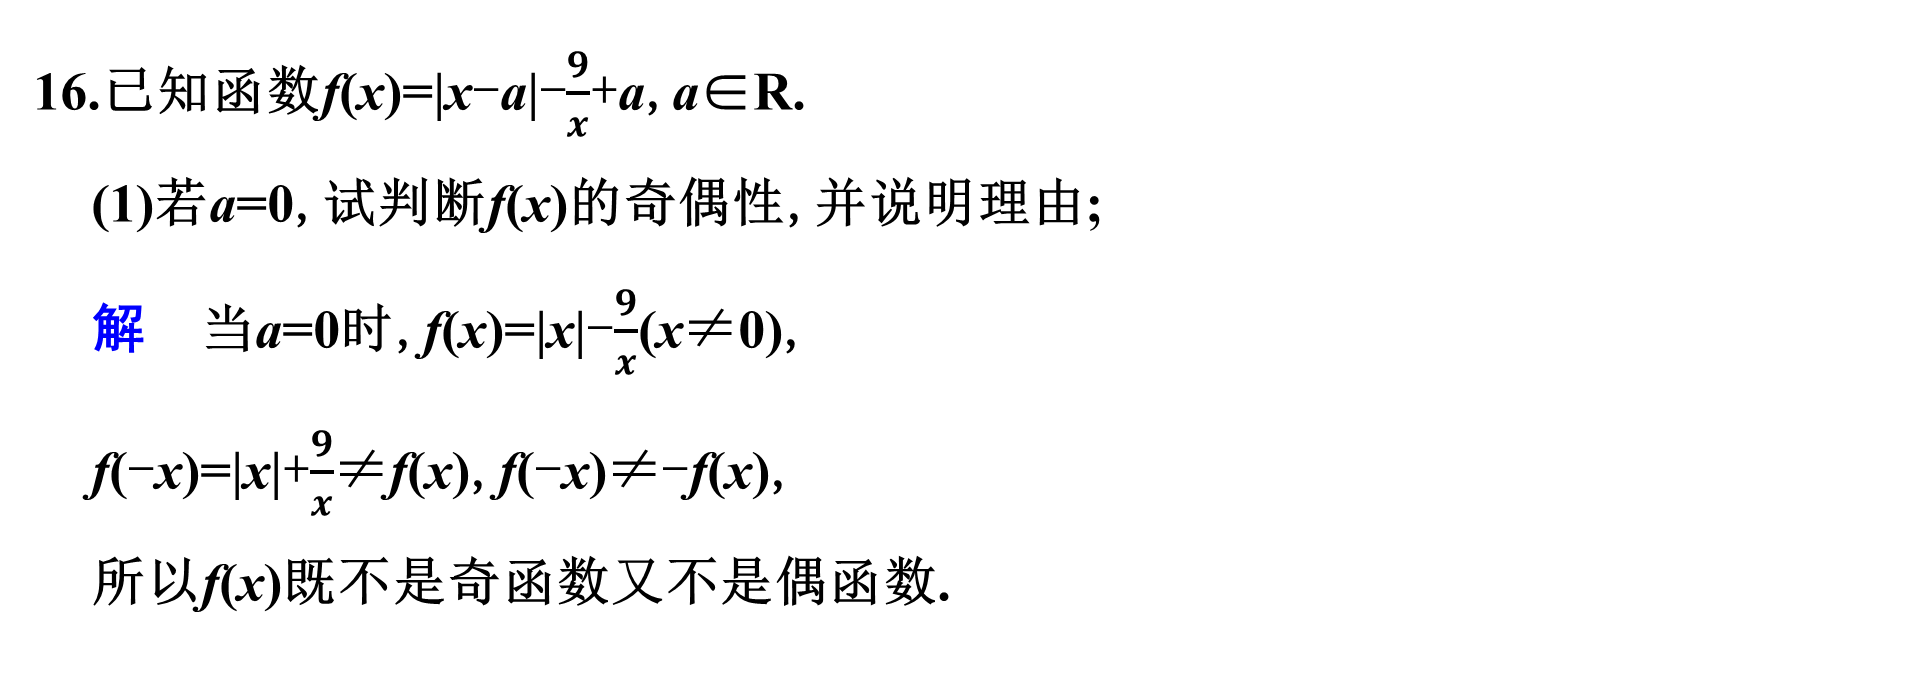 16.已知函数f(x)=|x−a|−9/x+a, a∈R.
(1)若a=0, 试判断f(x)的奇偶性, 并说明理由;
解 当a=0时, f(x)=|x|−9/x(x≠0),
f(−x)=|x|+9/x≠f(x), f(−x)≠−f(x),
所以f(x)既不是奇函数又不是偶函数.